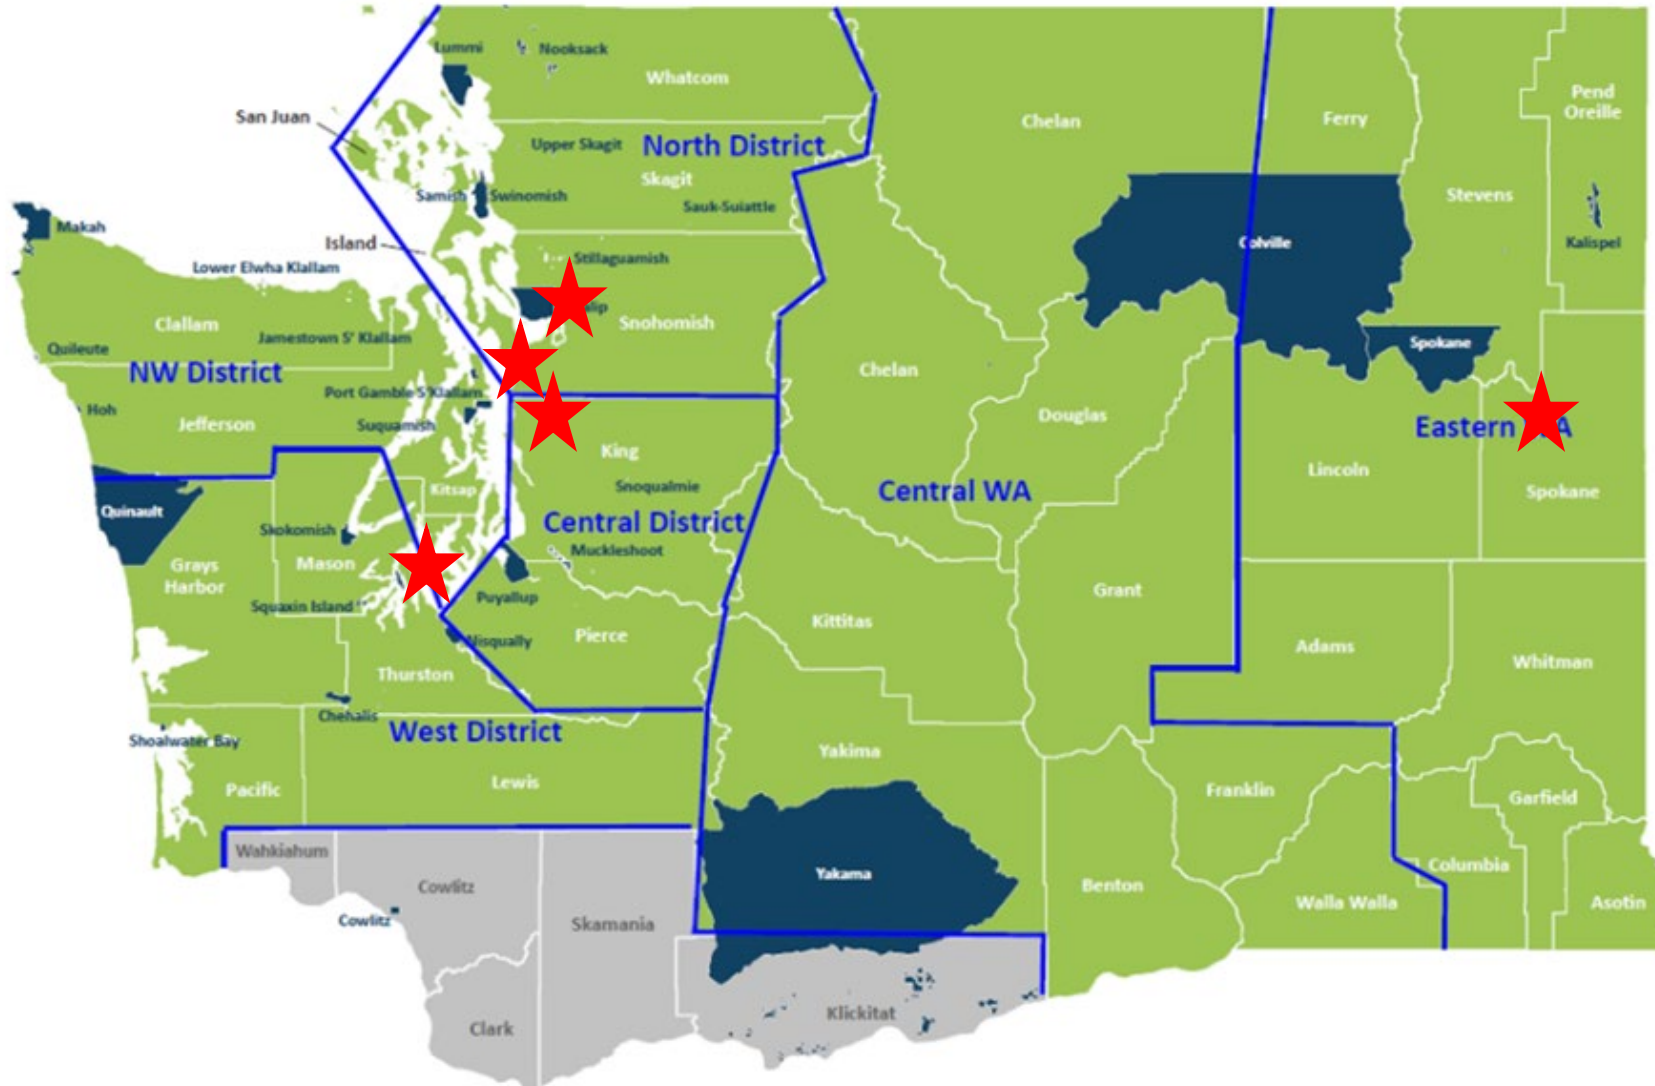 Lummi
Nooksack
Whatcom
San Juan
Upper Skagit
North District
Skagit
Samish
Swinomish
Sauk-Suiattle
Chelan
Ferry
Pend
Oreille
Stevens
Kalispel
Makah
Island
Lower Elwha Klallam
Stillaguamish
Colville
Clallam
Jamestown S' Klallam
Snohomish
Quileute
NW District
Port Gamble S'Klallam
Chelan
Spokane
Hoh
Jefferson
Suquamish
King
Douglas
Eastern
Snoqualmie
Lincoln
Spokane
Kitsap
Central WA
Quinault
Skokomish
Central District
Muckleshoot
Grays
Harbor
Mason
Squaxin Island
Puyallup
Grant
Nisqually
Pierce
Kittitas
Adams
Whitman
Thurston
Chehalis
West District
Shoalwater Bay
Yakima
Pacific
Lewis
Franklin
Garfield
Wahkiahum
Cowlitz
Yakama
Benton
Columbia
Walla Walla
Asotin
Cowlitz
Skamania
Clark
Klickitat